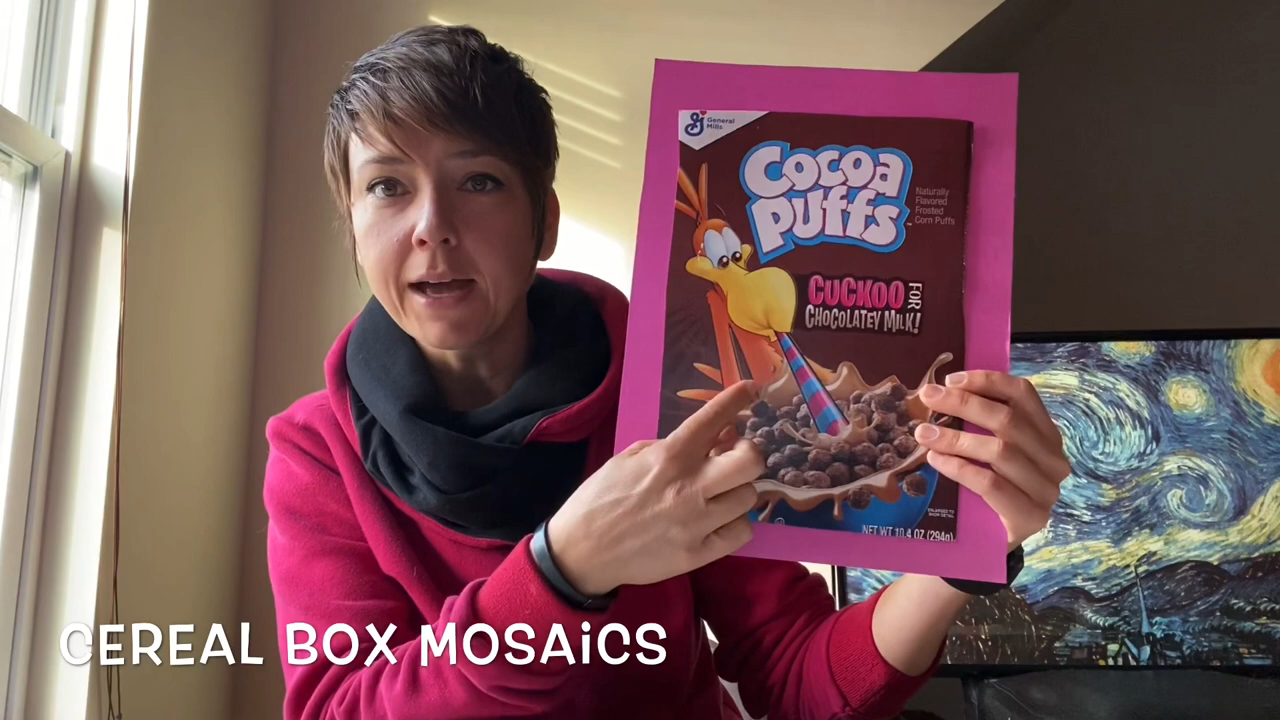 General
Mills
Cocoa
Puffs
Naturally
Flavored
Frosted
Corn Puffs
CUCKOO FOR
CHOCOLATEY MILK!
ENLARGED TO
SHOW DETAIL
NET WT 10.4 OZ (294g)
CEREAL BOX MOSAiCS